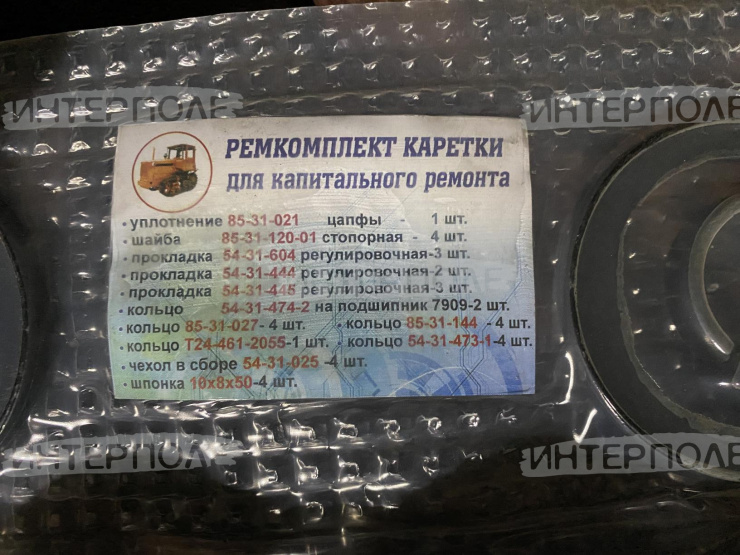 ИНТЕРПОЛЕ ИНТЕРПОЛЕ
РЕМКОМПЛЕКТ КАРЕТКИ
для капитального ремонта
• уплотнение 85-31-021 цапфы - 1 шт.
• шайба 85-31-120-01 стопорная - 4 шт.
• прокладка 54-31-604 регулировочная-3 шт.
• прокладка 54-31-444 регулировочная-2 шт.
• прокладка 54-31-445 регулировочная-3 шт.
• кольцо 54-31-474-2 на подшипник 7909-2 шт.
• кольцо 85-31-027- 4 шт. • кольцо 85-31-144 - 4 шт.
• кольцо Т24-461-2055-1 шт. • кольцо 54-31-473-1-4 шт.
• чехол в сборе 54-31-025 -4 шт.
• шпонка 10х8х50-4 шт.
ИНТЕРПОЛЕ ИНТЕРПОЛЕ